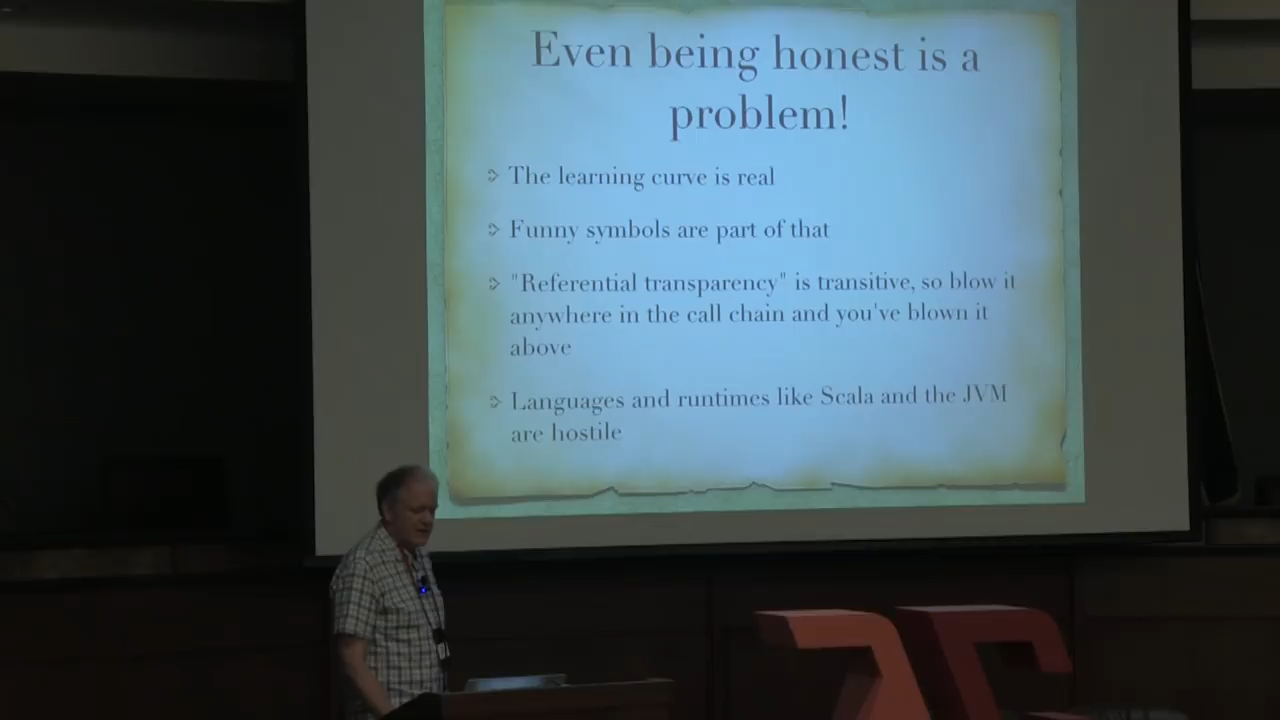 Even being honest is a
problem!
The learning curve is real
Funny symbols are part of that
"Referential transparency" is transitive, so blow it
anywhere in the call chain and you've blown it
above
Languages and runtimes like Scala and the JVM
are hostile